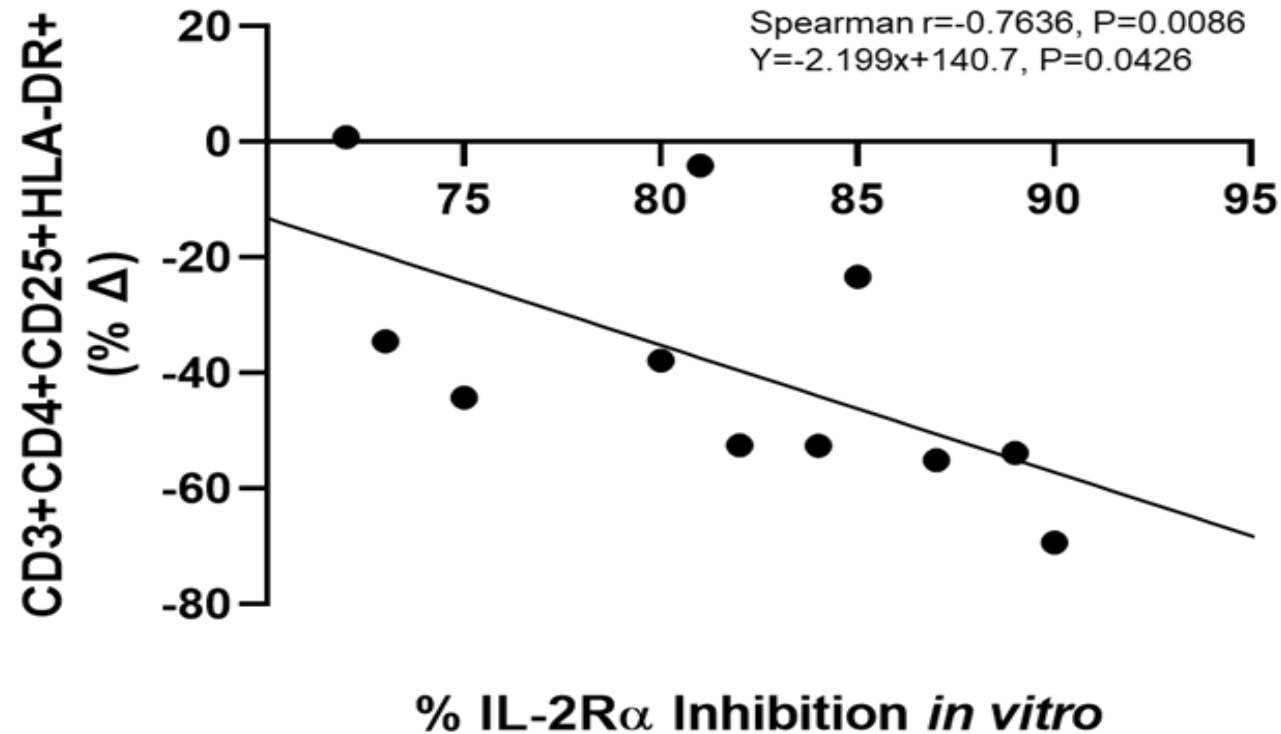 Spearman r=-0.7636, P=0.0086
Y=-2.199x+140.7, P=0.0426
CD3+CD4+CD25+HLA-DR+
(% Δ)
20
0
-20
-40
-60
-80
75 80 85 90 95
% IL-2Rα Inhibition in vitro